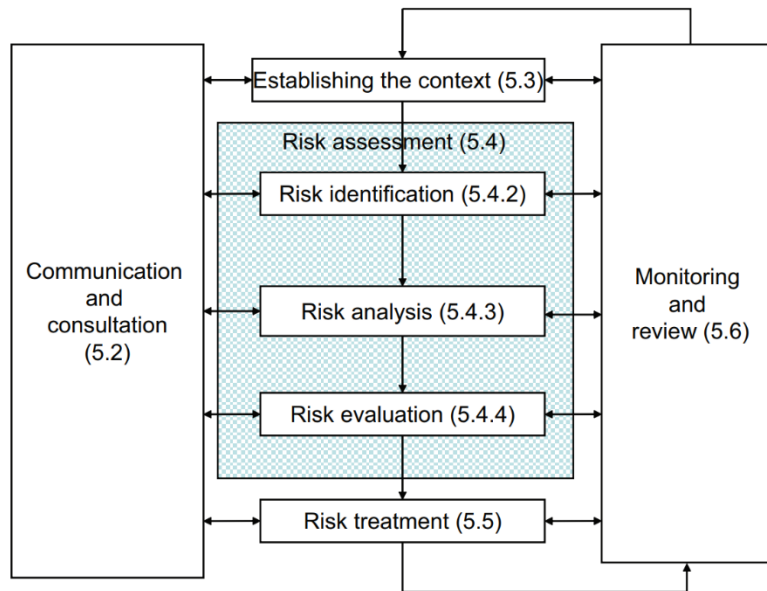 Establishing the context (5.3)
Risk assessment (5.4)
Risk identification (5.4.2)
Risk analysis (5.4.3)
Risk evaluation (5.4.4)
Risk treatment (5.5)
Communication
and
consultation
(5.2)
Monitoring
and
review (5.6)